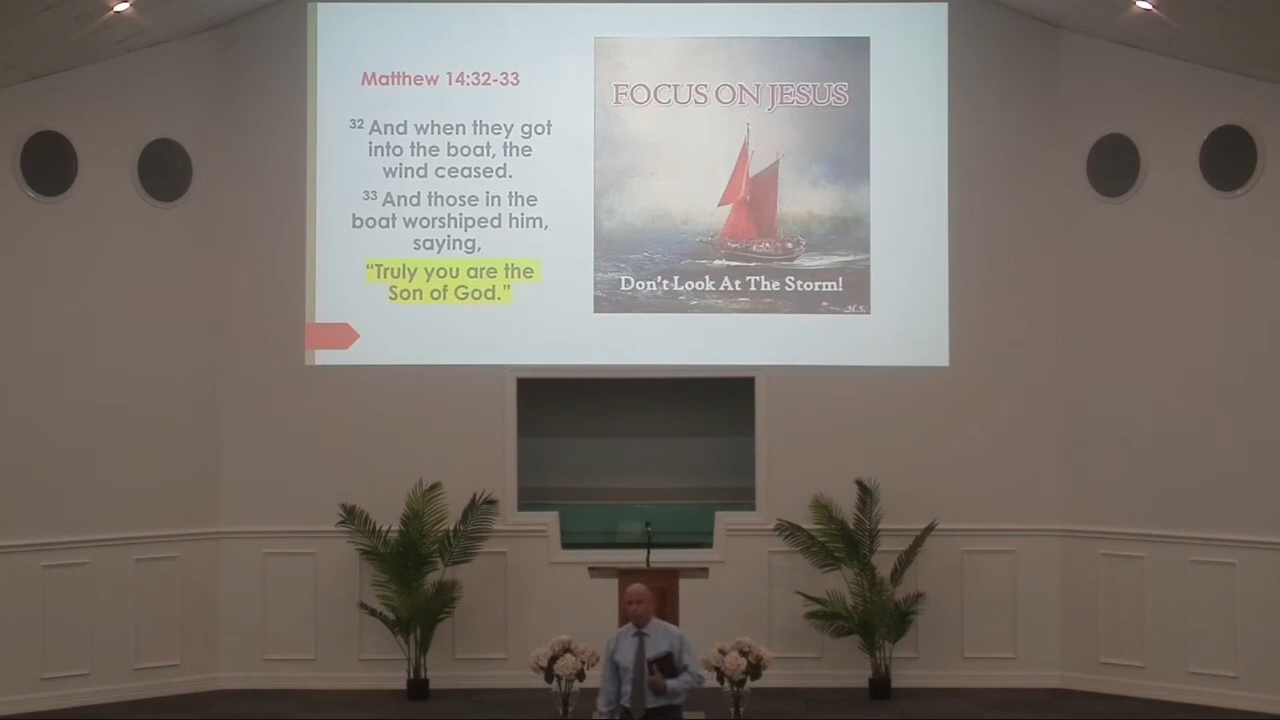 Matthew 14:32-33
32 And when they got
into the boat, the
wind ceased.
33 And those in the
boat worshiped him,
saying,
“Truly you are the
Son of God.”
FOCUS ON JESUS
Don't Look At The Storm!
H.S.